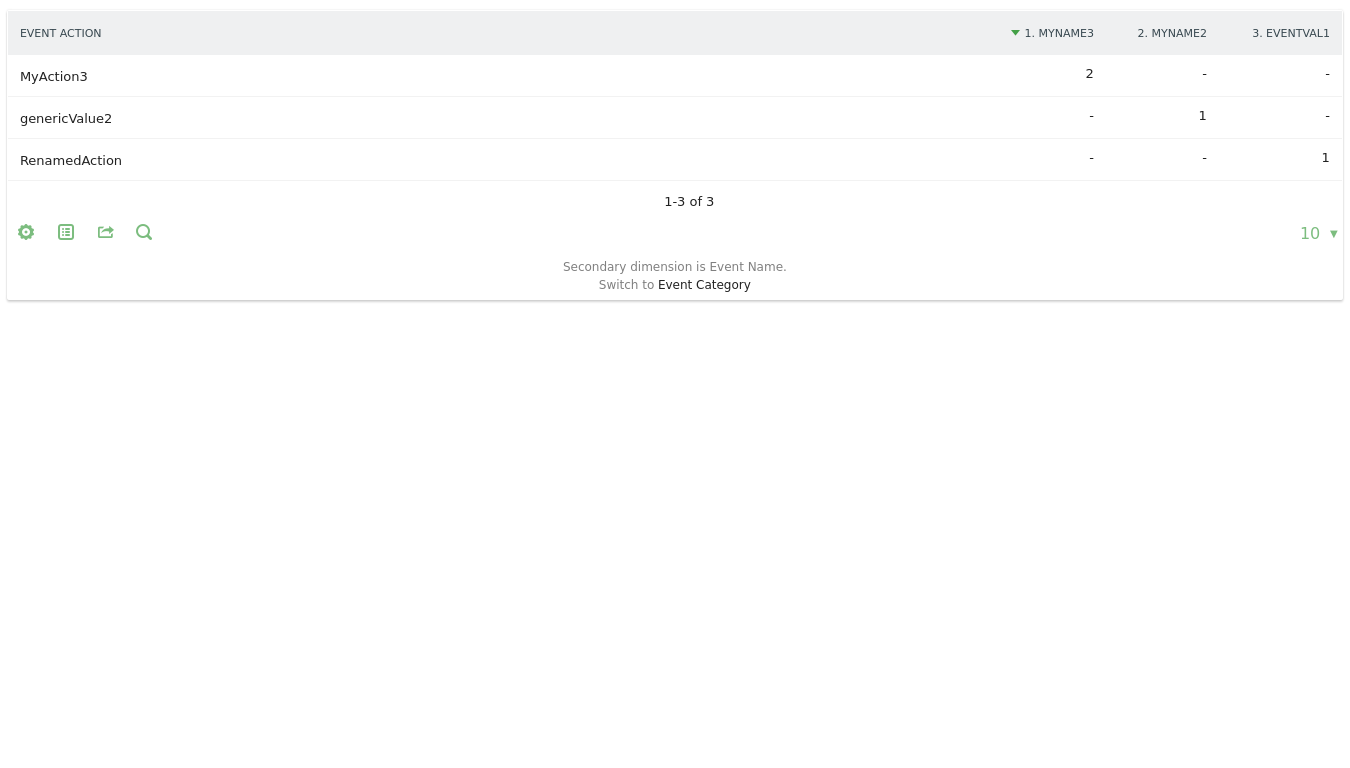 EVENT ACTION 1. MYNAME3 2. MYNAME2 3. EVENTVAL1
MyAction3 2 - -
genericValue2 - 1 -
RenamedAction - - 1
1-3 of 3
10
Secondary dimension is Event Name.
Switch to Event Category